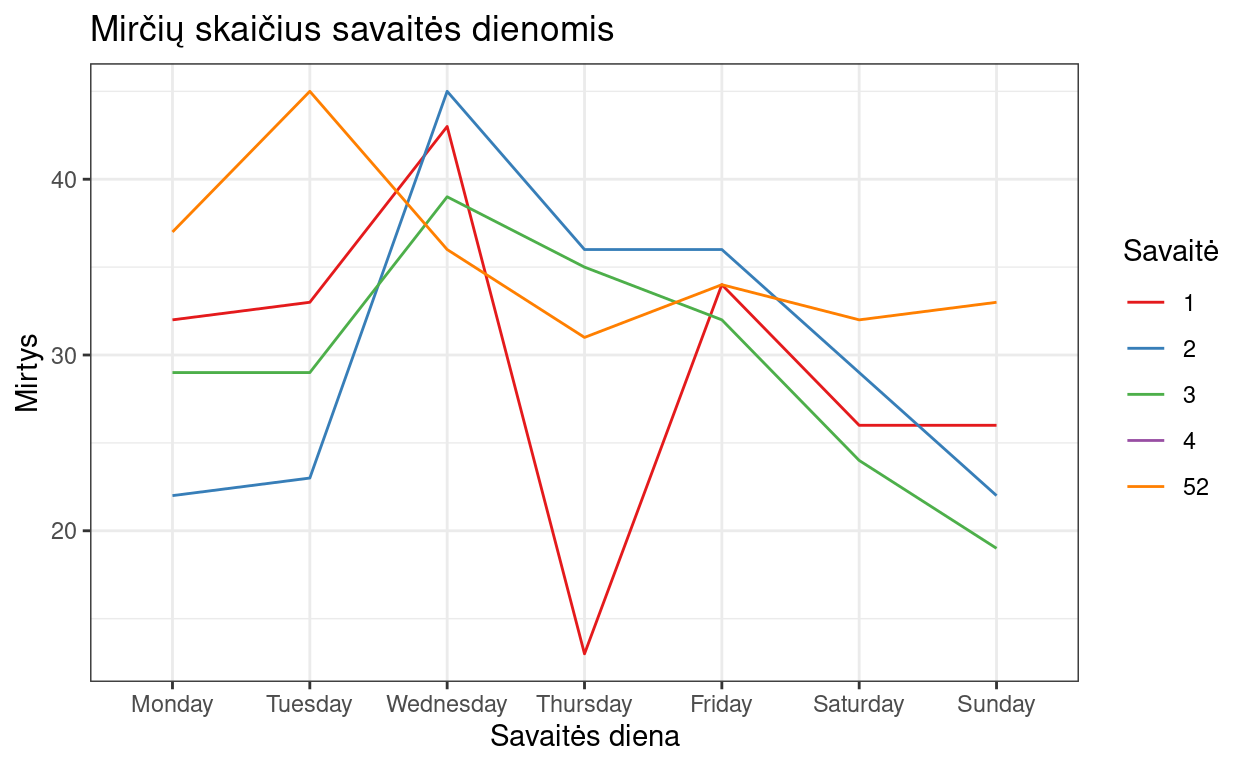 Mirčių skaičius savaitės dienomis
Mirtys
40
30
20
Monday Tuesday Wednesday Thursday Friday Saturday Sunday
Savaitės diena
Savaitė
1
2
3
4
52